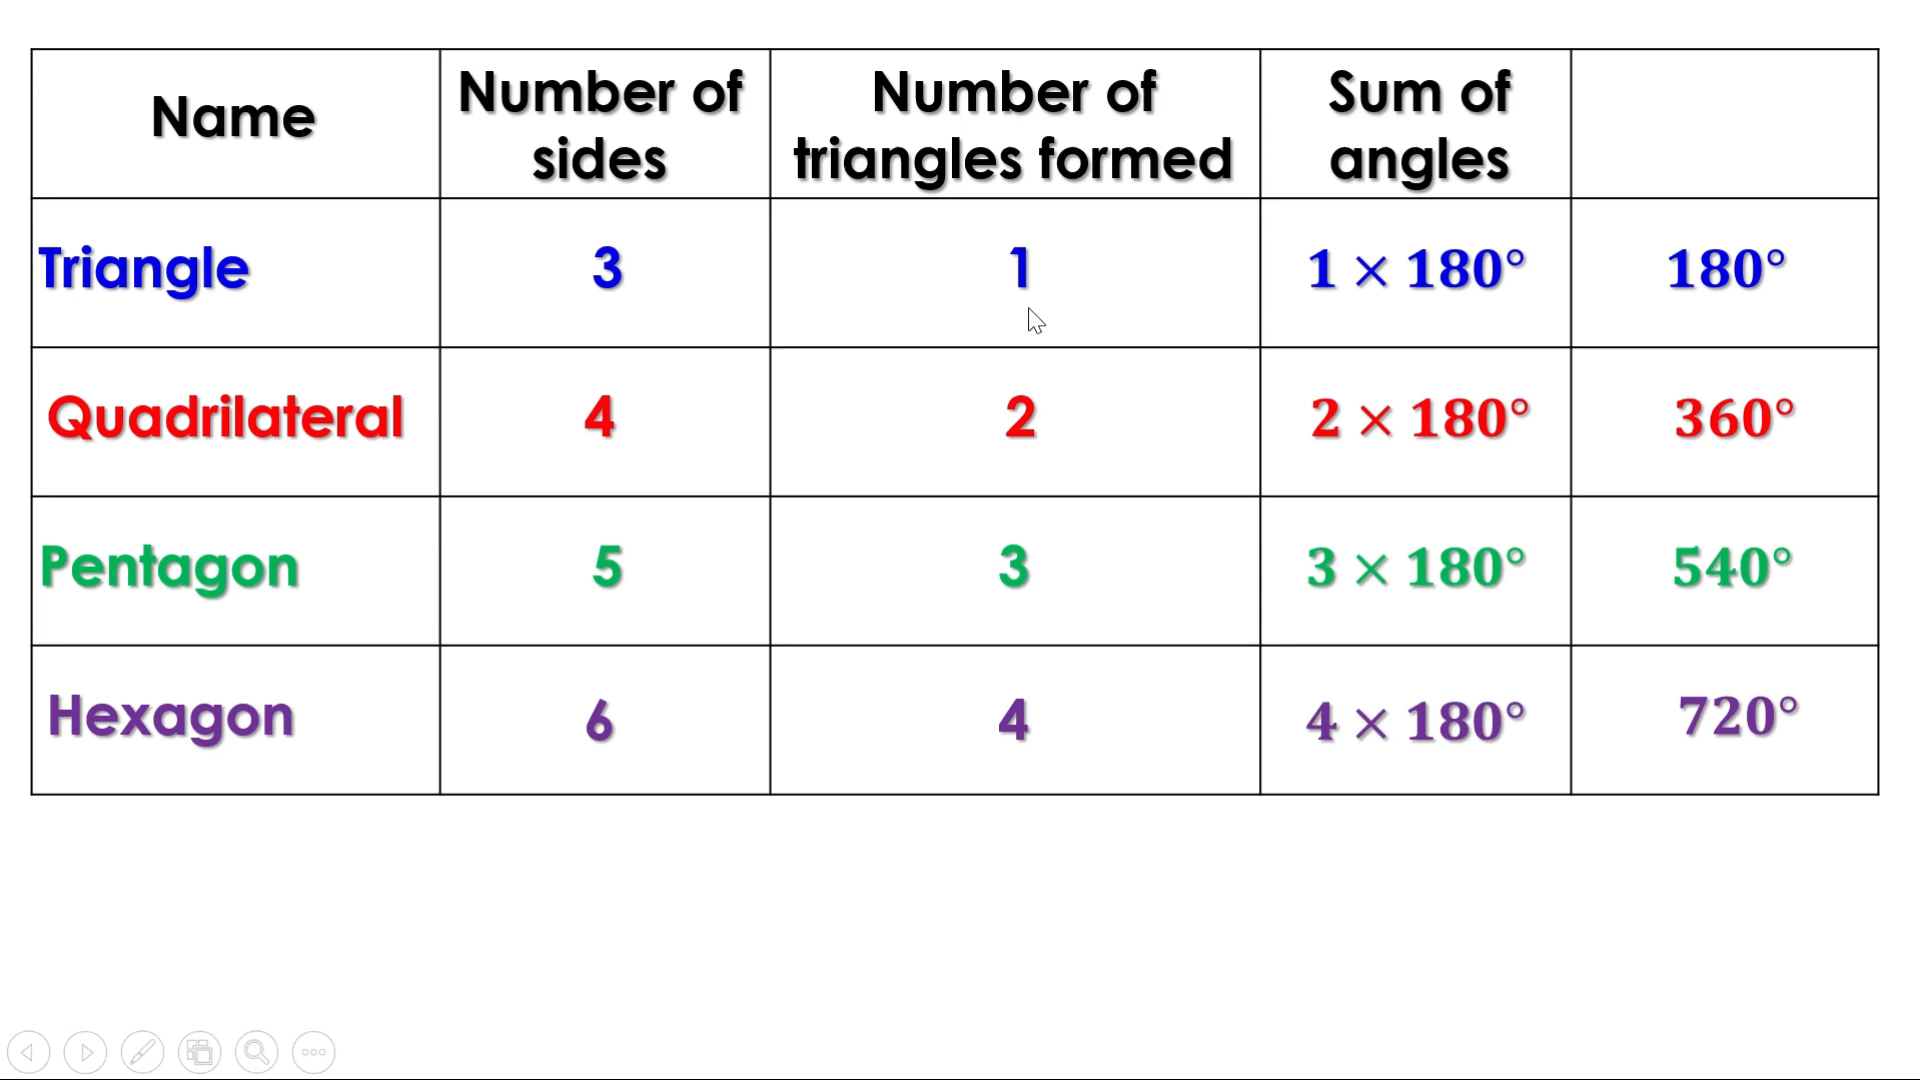 Name
Number of
sides
Number of
triangles formed
Sum of
angles
Triangle 3 1 1 × 180° 180°
Quadrilateral 4 2 2 × 180° 360°
Pentagon 5 3 3 × 180° 540°
Hexagon 6 4 4 × 180° 720°